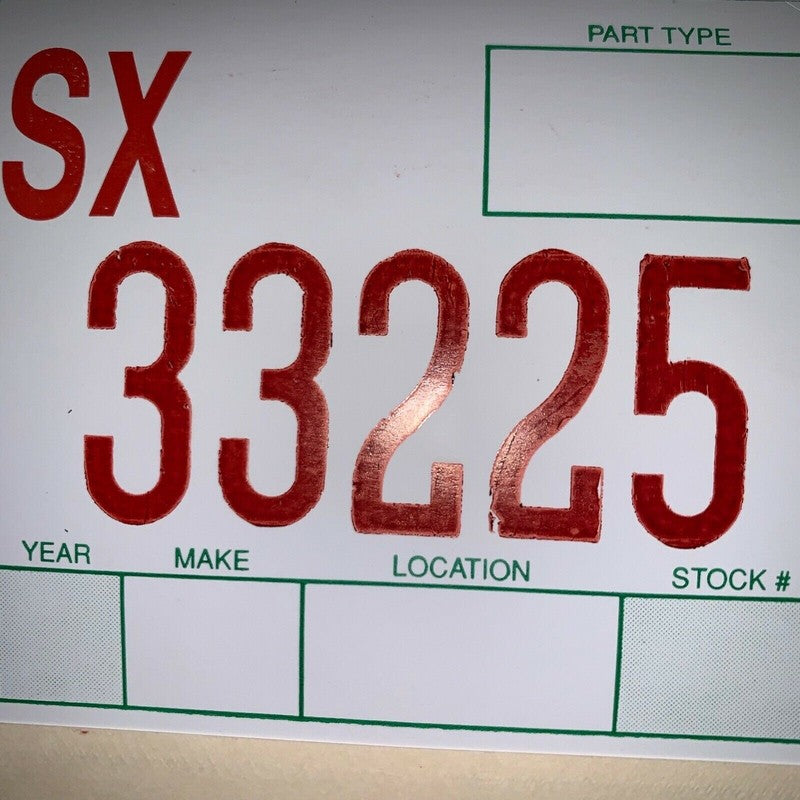 PART TYPE
SX
33225
YEAR MAKE LOCATION STOCK #